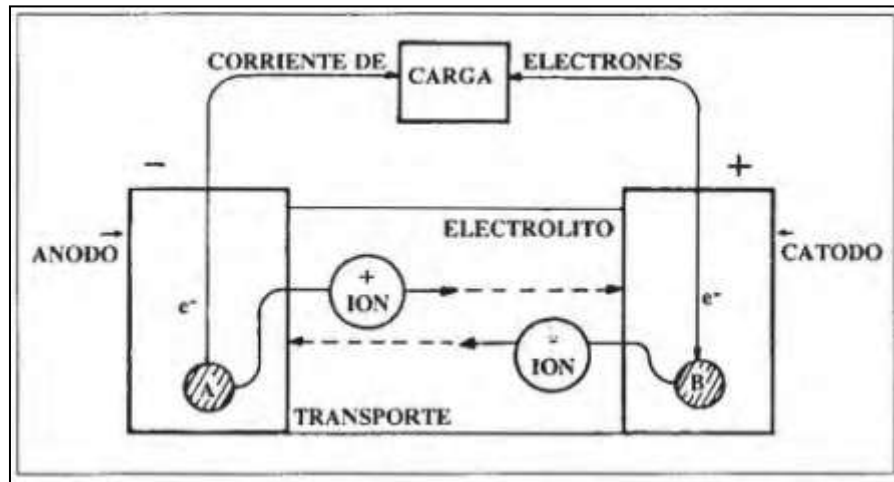 CORRIENTE DE
CARGA
ELECTRONES
−
+
ANODO
ELECTROLITO
CATODO
+
ION
e-
e-
-
ION
A
B
TRANSPORTE